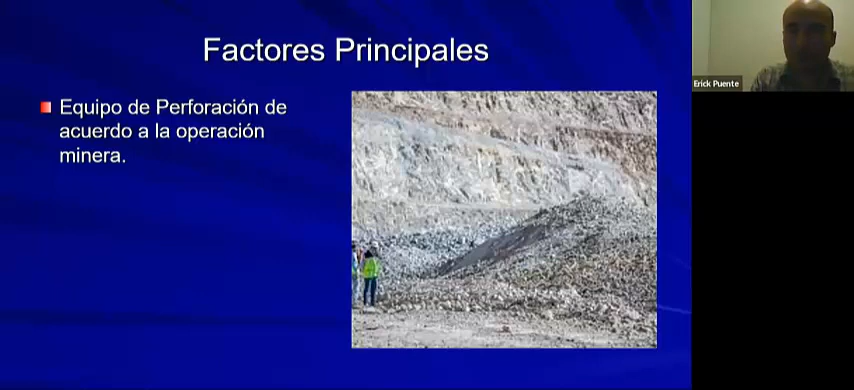 Factores Principales
Equipo de Perforación de
acuerdo a la operación
minera.
Erick Puente